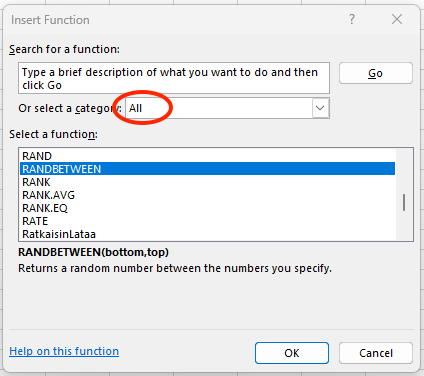 Insert Function
?
Search for a function:
Type a brief description of what you want to do and then
click Go
Go
Or select a category: All
Select a function:
RAND
RANDBETWEEN
RANK
RANK.AVG
RANK.EQ
RATE
RatkaisinLataa
RANDBETWEEN(bottom,top)
Returns a random number between the numbers you specify.
Help on this function
OK
Cancel